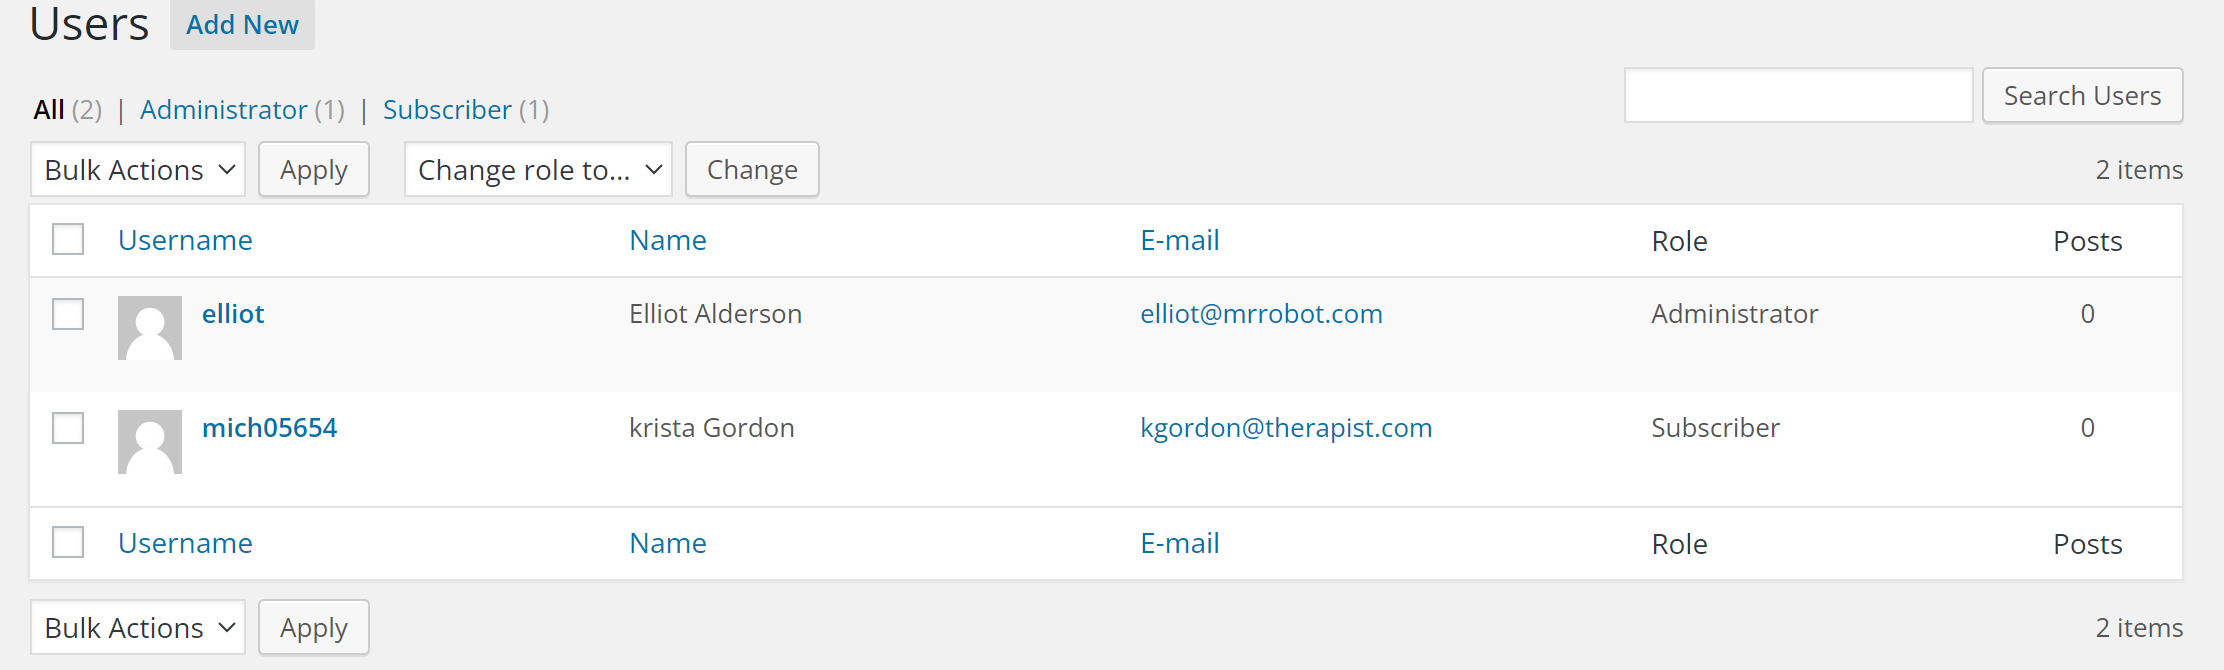 Users Add New
All (2) | Administrator (1) | Subscriber (1)
Search Users
Bulk Actions Apply Change role to... Change 2 items
Username Name E-mail Role Posts
elliot Elliot Alderson elliot@mrrobot.com Administrator 0
mich05654 krista Gordon kgordon@therapist.com Subscriber 0
Username Name E-mail Role Posts
Bulk Actions Apply 2 items